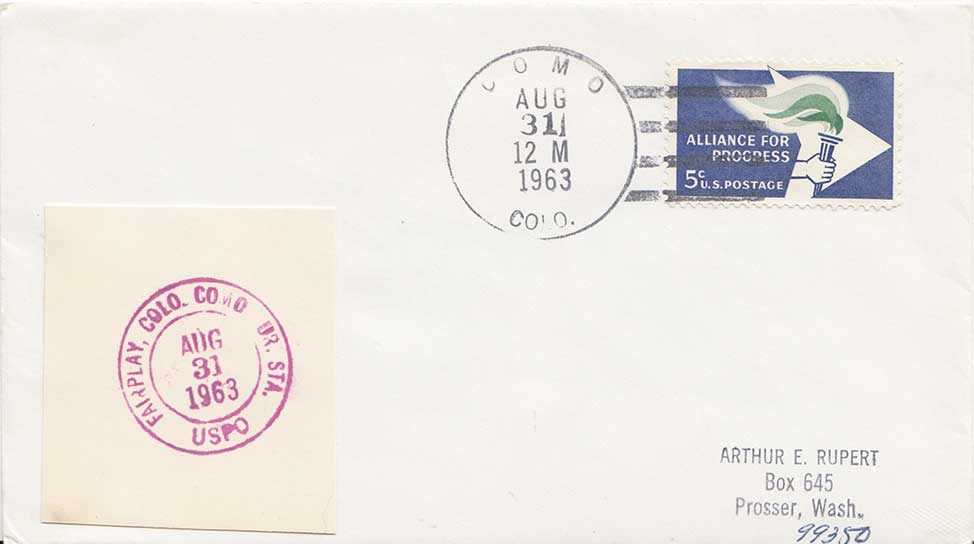 COMO
AUG
31
12 M
1963
COLO.
ALLIANCE FOR
PROGRESS
5c U.S. POSTAGE
FAIRPLAY, COLO. COMO UR. STA.
AUG
31
1963
USPO
ARTHUR E. RUPERT
Box 645
Prosser, Wash.
99350